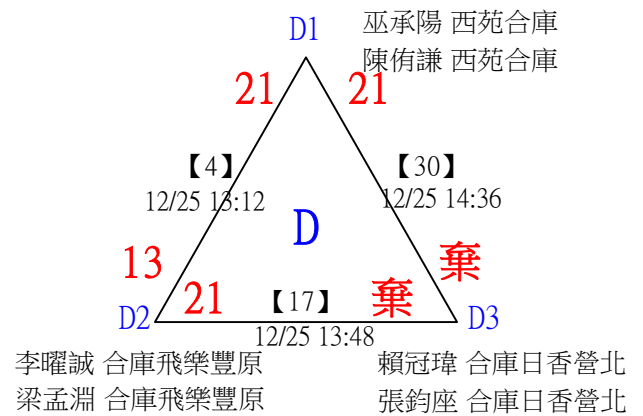 D1
巫承陽 西苑合庫
陳侑謙 西苑合庫
21
21
【4】
12/25 13:12
【30】
12/25 14:36
D
13
棄
21
【17】
棄
D2
D3
12/25 13:48
李曜誠 合庫飛樂豐原
梁孟淵 合庫飛樂豐原
賴冠瑋 合庫日香營北
張鈞座 合庫日香營北